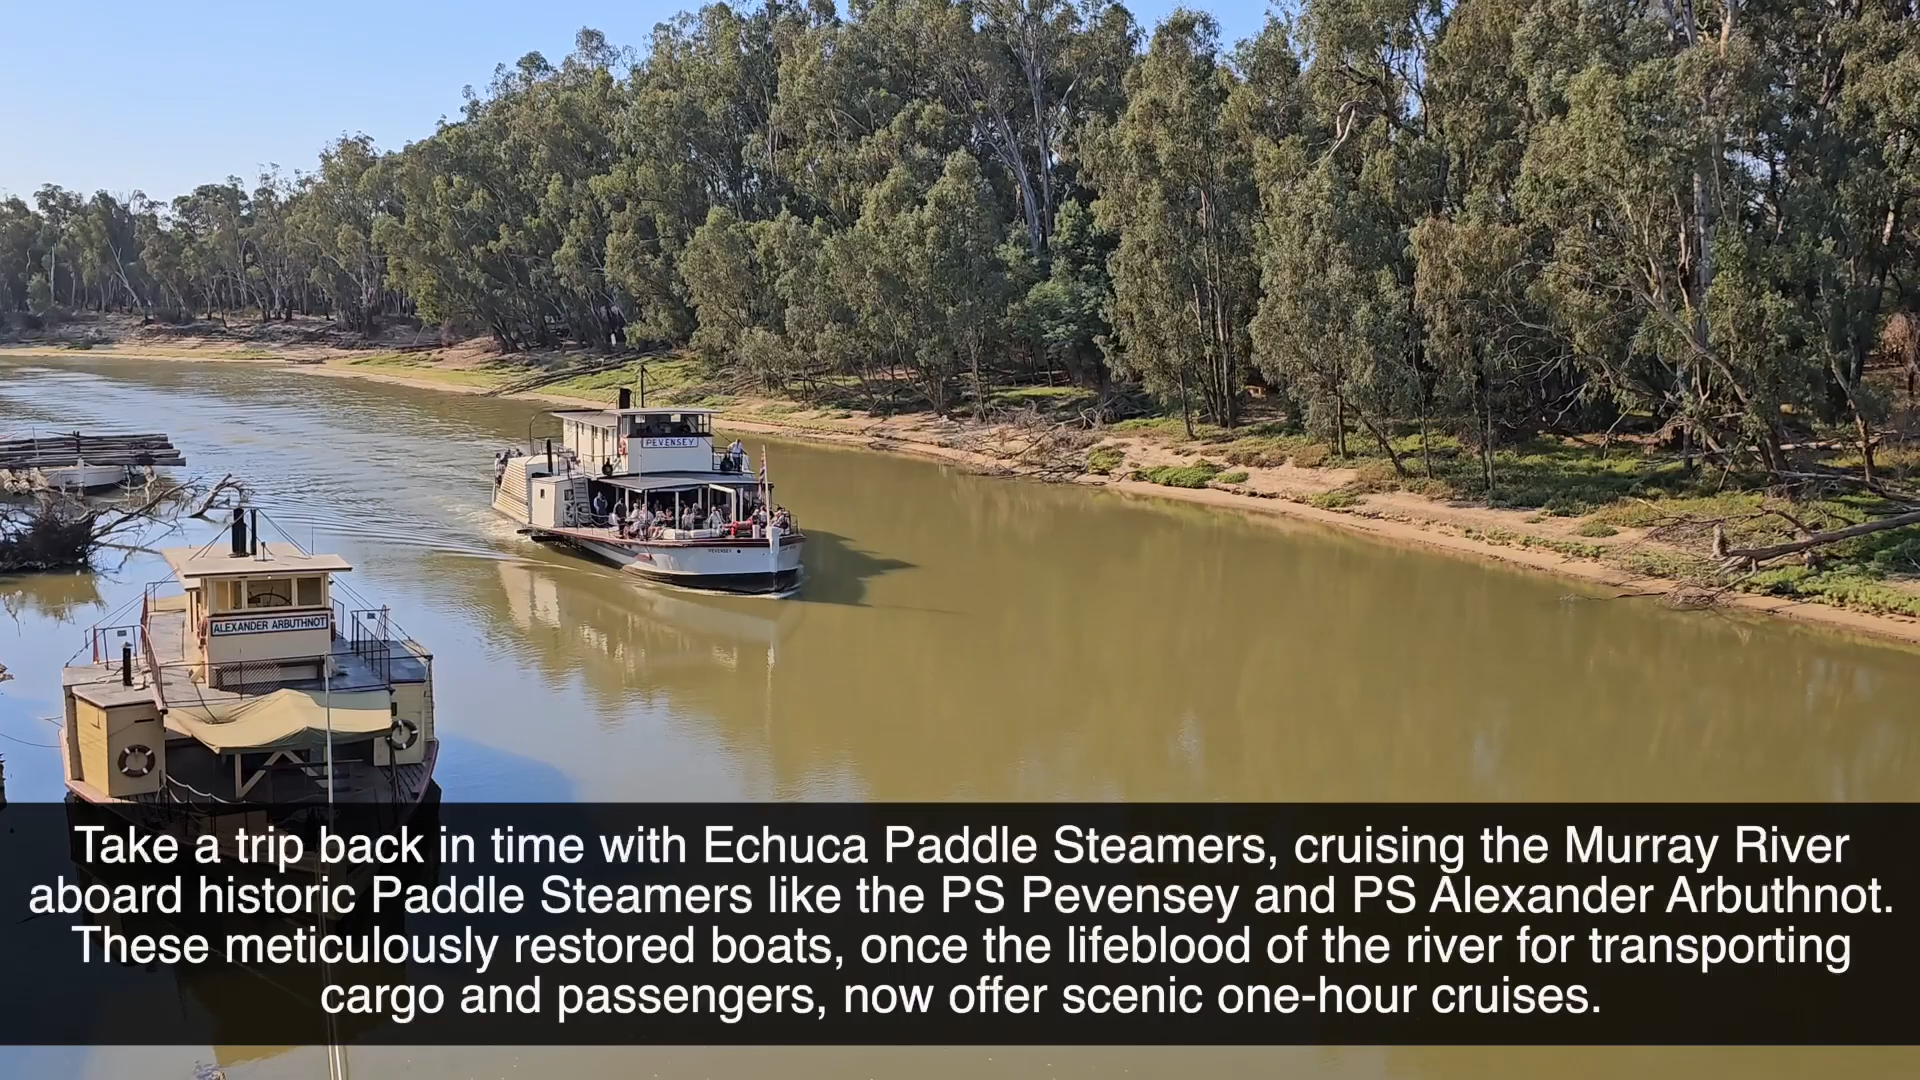 PEVENSEY
PEVENSEY
ALEXANDER ARBUTHNOT
Take a trip back in time with Echuca Paddle Steamers, cruising the Murray River
aboard historic Paddle Steamers like the PS Pevensey and PS Alexander Arbuthnot.
These meticulously restored boats, once the lifeblood of the river for transporting
cargo and passengers, now offer scenic one-hour cruises.